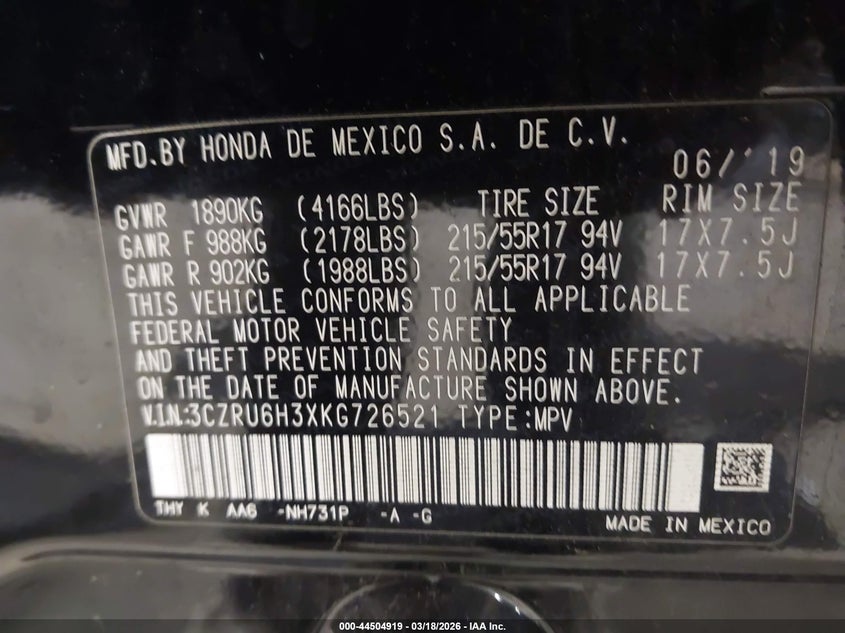 MFD.BY HONDA DE MEXICO S.A. DE C.V.
06/'19
GVWR 1890KG (4166LBS) TIRE SIZE RIM SIZE
GAWR F 988KG (2178LBS) 215/55R17 94V 17X7.5J
GAWR R 902KG (1988LBS) 215/55R17 94V 17X7.5J
THIS VEHICLE CONFORMS TO ALL APPLICABLE
FEDERAL MOTOR VEHICLE SAFETY
AND THEFT PREVENTION STANDARDS IN EFFECT
ON THE DATE OF MANUFACTURE SHOWN ABOVE.
V.I.N:3CZRU6H3XKG726521 TYPE:MPV
THY K AA6 -NH731P -A -G
MADE IN MEXICO
000-44504919 - 03/18/2026 - IAA Inc.